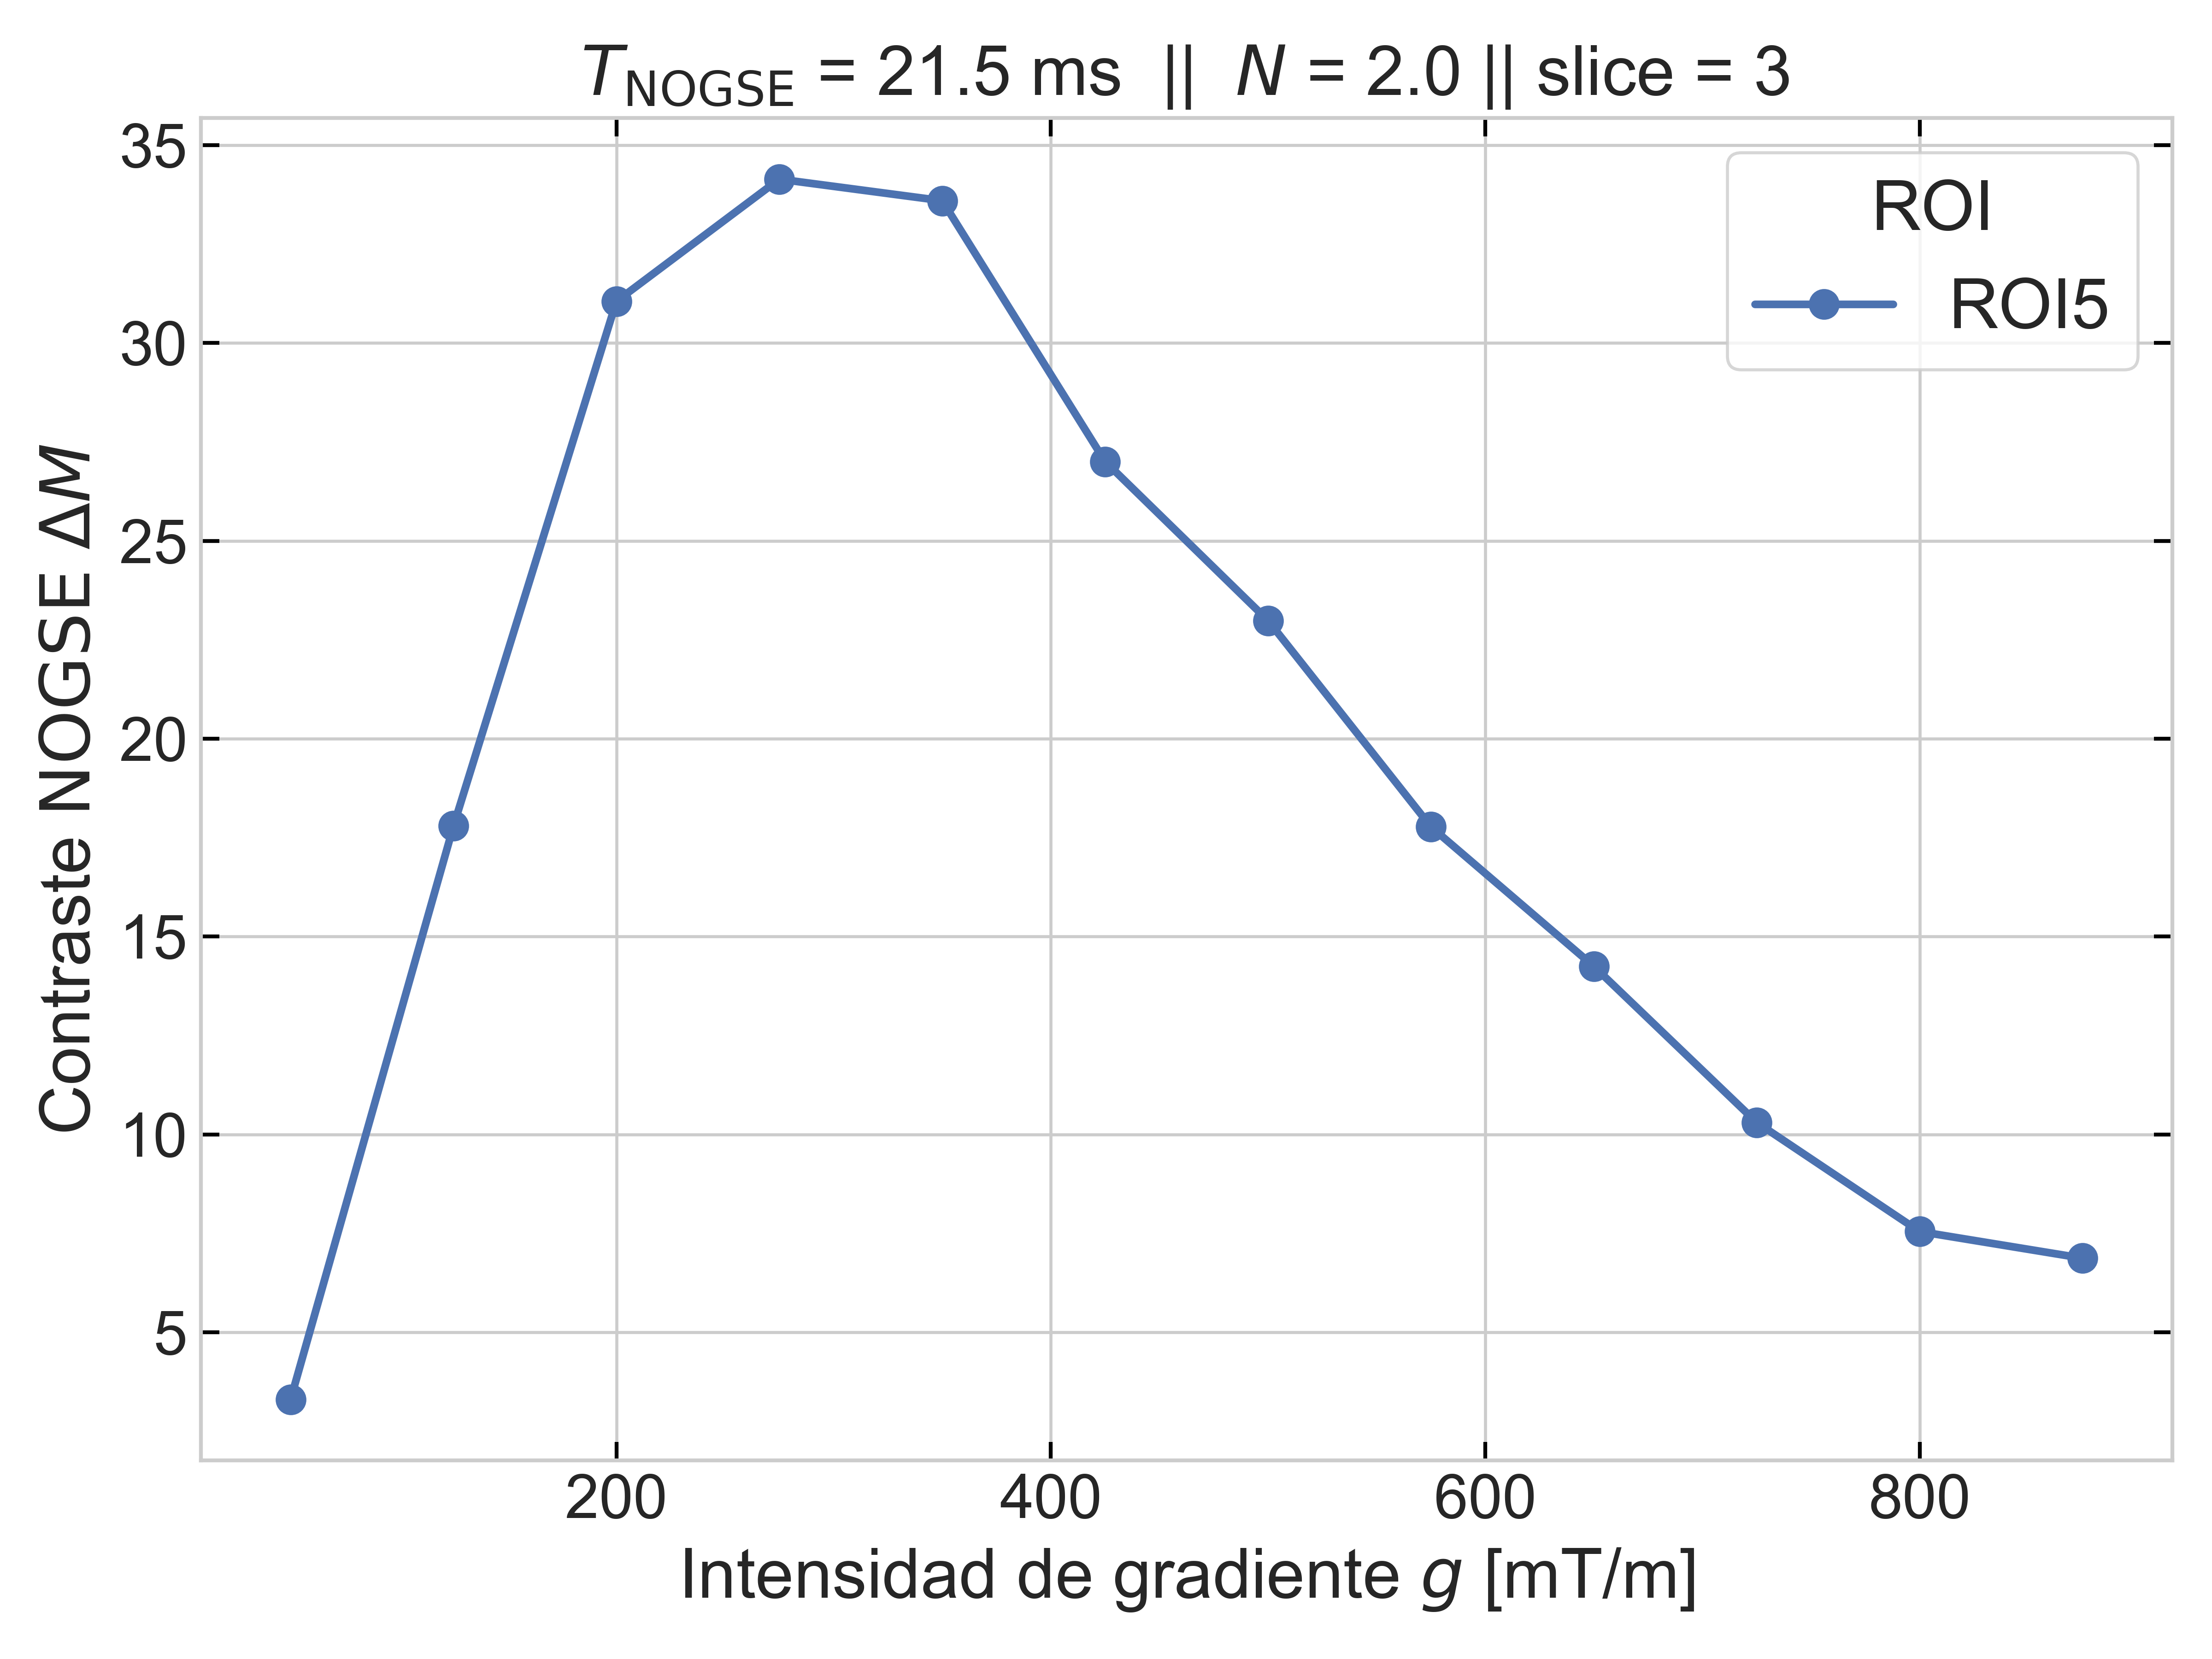 T_NOGSE = 21.5 ms || N = 2.0 || slice = 3
Contraste NOGSE ΔM
35
30
25
20
15
10
5
ROI
ROI5
200 400 600 800
Intensidad de gradiente g [mT/m]